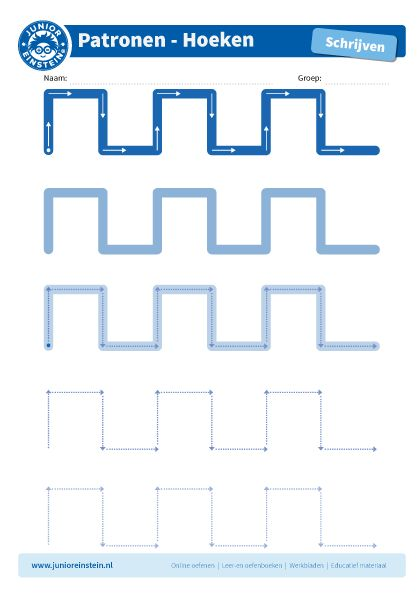 JUNIOR
EINSTEIN
Patronen - Hoeken
Schrijven
Naam:
Groep:
www.junioreinstein.nl
Online oefenen | Leer-en oefenboeken | Werkbladen | Educatief materiaal